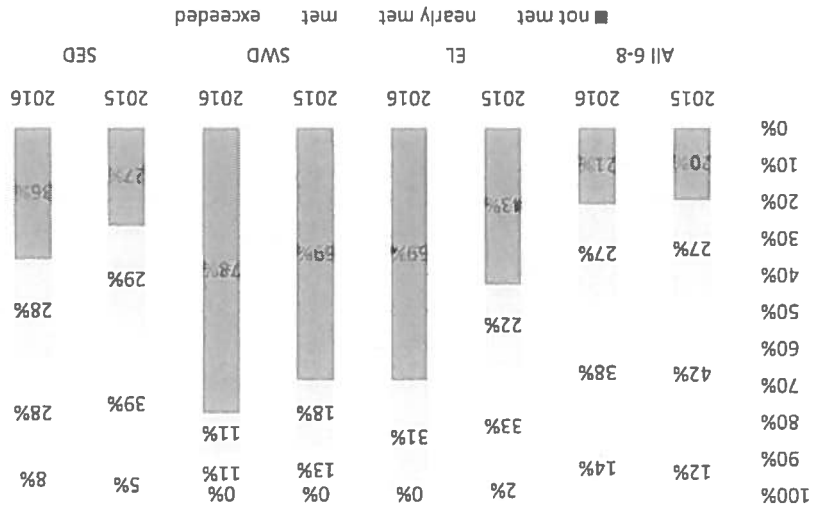 100% 12% 14% 2% 0% 0% 0% 5% 8%
90% 13% 11%
80% 42% 38% 33% 31% 18% 11% 39% 28%
70%
60%
50% 22% 28%
40% 27% 27% 29%
30%
20% 43% 69% 69% 78% 27% 36%
10% 20% 21%
0%
2015 2016 2015 2016 2015 2016 2015 2016
All 6-8 EL SWD SED
not met nearly met met exceeded